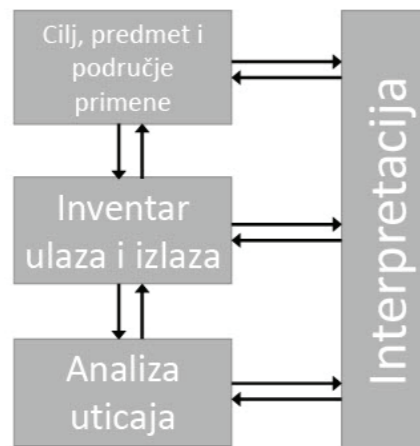 Cilj, predmet i
područje
primene
Inventar
ulaza i izlaza
Analiza
uticaja
Interpretacija